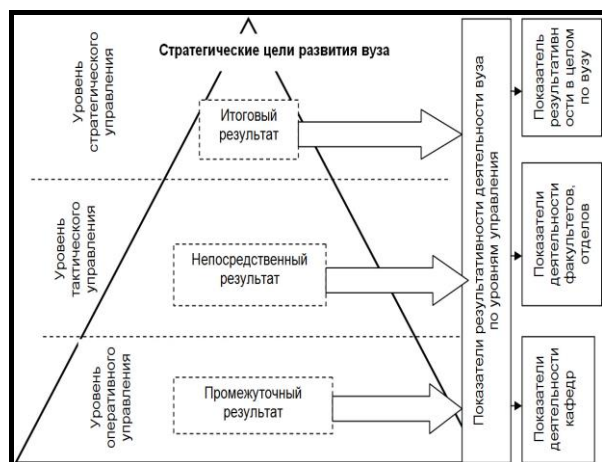 Стратегические цели развития вуза
Уровень
стратегического
управления
Итоговый
результат
Уровень
тактического
управления
Непосредственный
результат
Уровень
оперативного
управления
Промежуточный
результат
Показатели результативности деятельности вуза
по уровням управления
Показатель
результативн
ости в целом
по вузу
Показатели
деятельности
факультетов,
отделов
Показатели
деятельности
кафедр